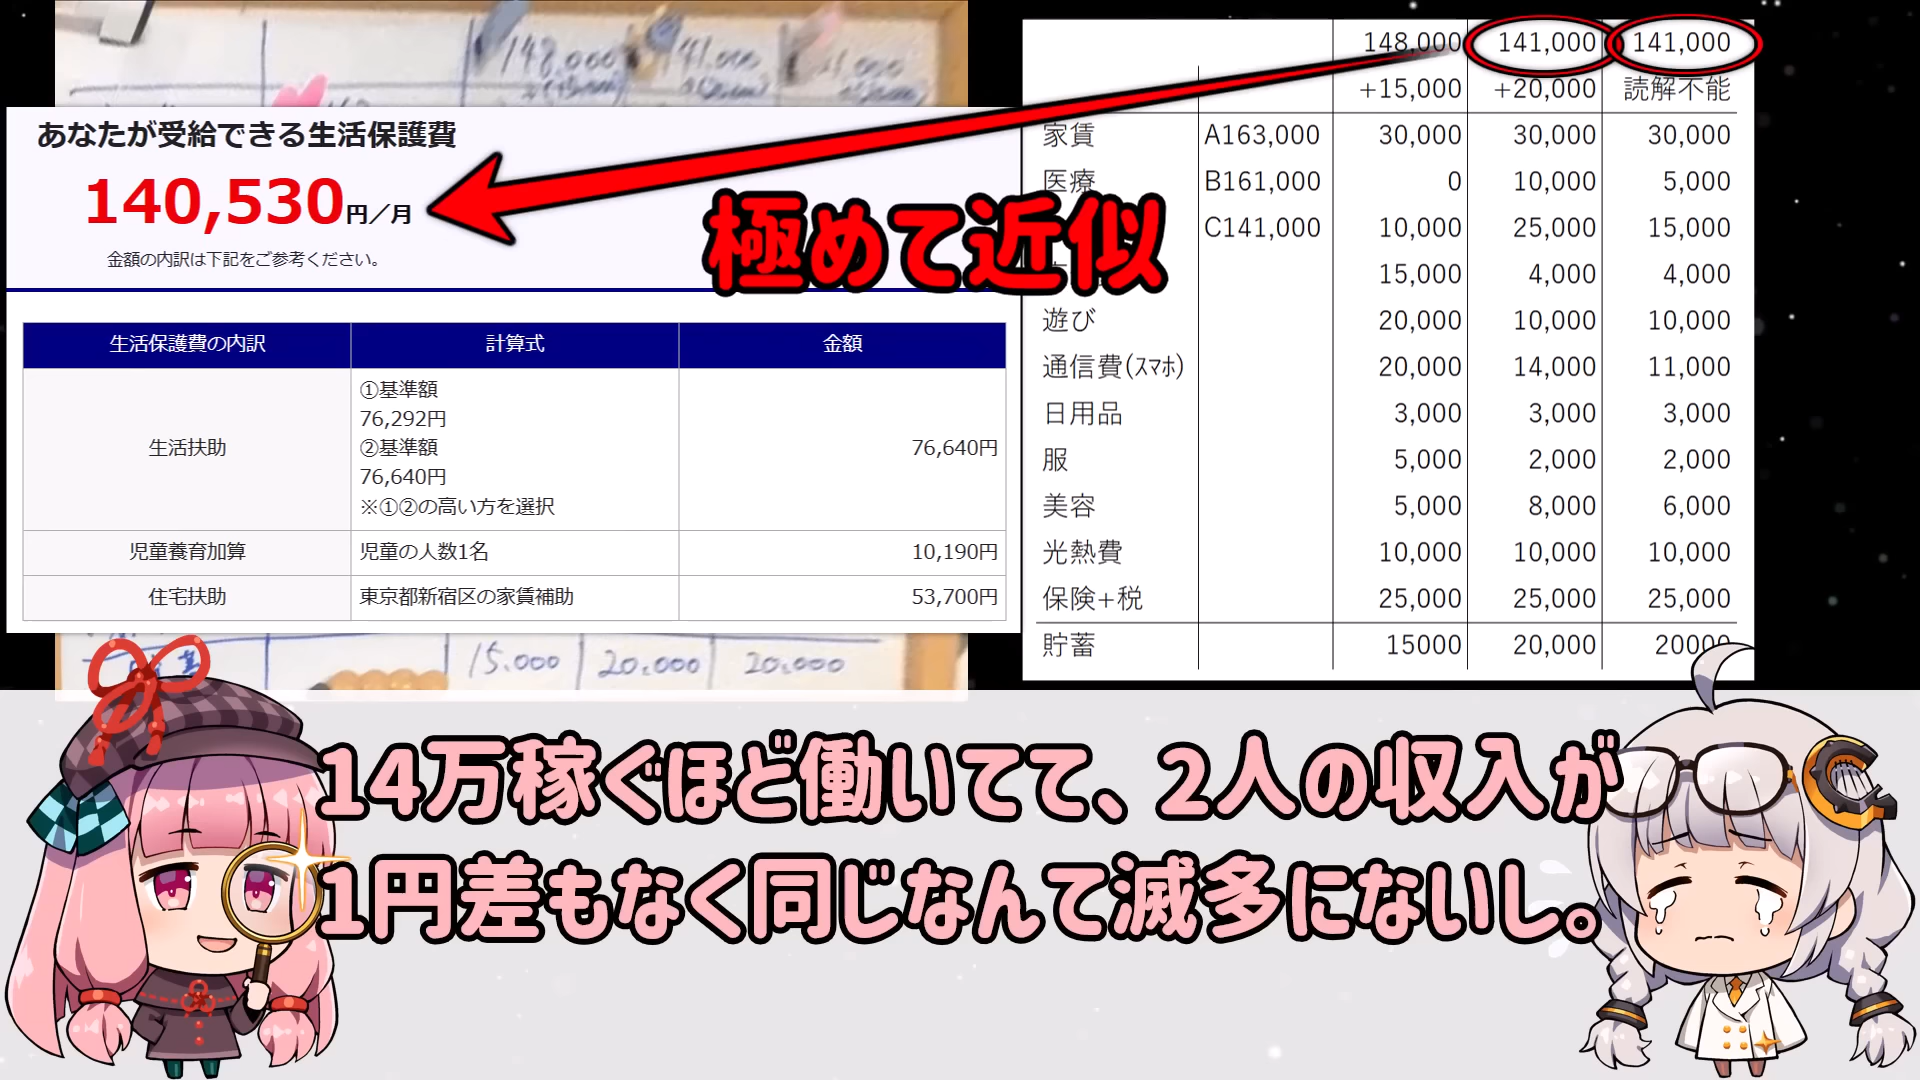 148,000
41,000
あなたが受給できる生活保護費
140,530円／月
金額の内訳は下記をご参考ください。
生活保護費の内訳 計算式 金額
生活扶助 ①基準額 76,640円
76,292円
②基準額
76,640円
※①②の高い方を選択
児童養育加算 児童の人数1名 10,190円
住宅扶助 東京都新宿区の家賃補助 53,700円
15.000 20.000 20.000
極めて近似
148,000 141,000 141,000
+15,000 +20,000 読解不能
家賃 A163,000 30,000 30,000 30,000
医療 B161,000 0 10,000 5,000
C141,000 10,000 25,000 15,000
15,000 4,000 4,000
遊び 20,000 10,000 10,000
通信費(ｽﾏﾎ) 20,000 14,000 11,000
日用品 3,000 3,000 3,000
服 5,000 2,000 2,000
美容 5,000 8,000 6,000
光熱費 10,000 10,000 10,000
保険+税 25,000 25,000 25,000
貯蓄 15000 20,000 20000
14万稼ぐほど働いてて、2人の収入が
1円差もなく同じなんて滅多にないし。